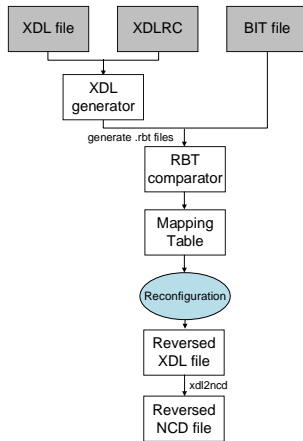 XDL file
XDLRC
BIT file
XDL
generator
generate .rbt files
RBT
comparator
Mapping
Table
Reconfiguration
Reversed
XDL file
xdl2ncd
Reversed
NCD file